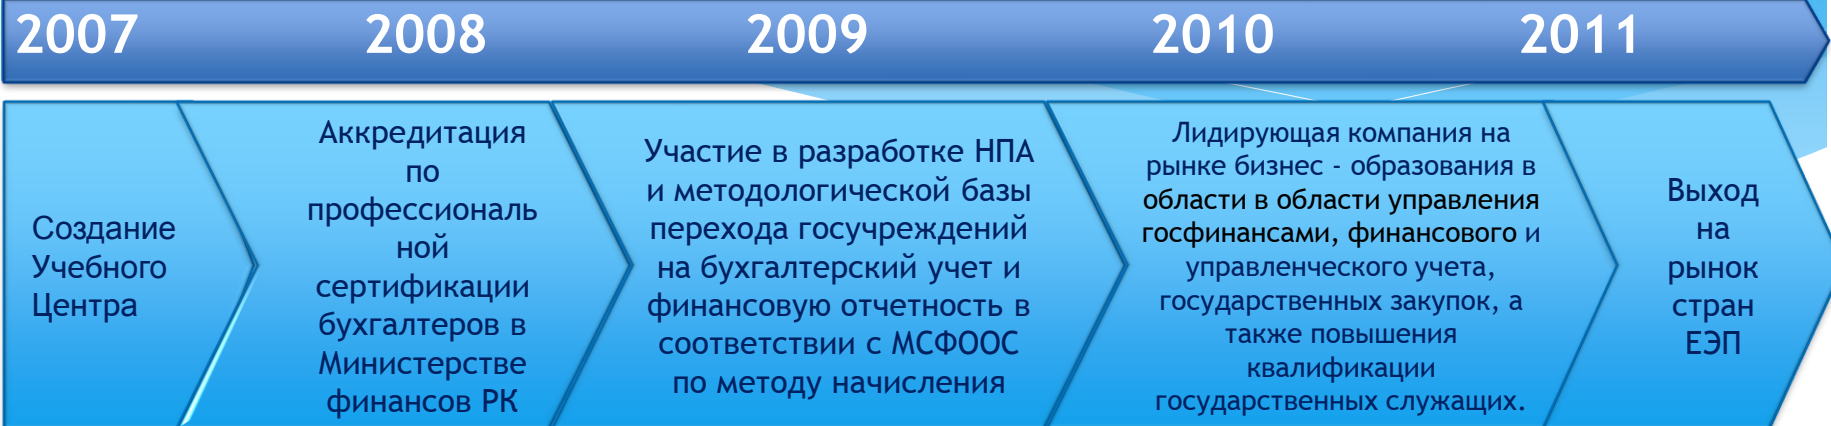 2007 2008 2009 2010 2011
Создание
Учебного
Центра
Аккредитация
по
профессиональ
ной
сертификации
бухгалтеров в
Министерстве
финансов РК
Участие в разработке НПА
и методологической базы
перехода госучреждений
на бухгалтерский учет и
финансовую отчетность в
соответствии с МСФООС
по методу начисления
Лидирующая компания на
рынке бизнес - образования в
области в области управления
госфинансами, финансового и
управленческого учета,
государственных закупок, а
также повышения
квалификации
государственных служащих.
Выход
на
рынок
стран
ЕЭП